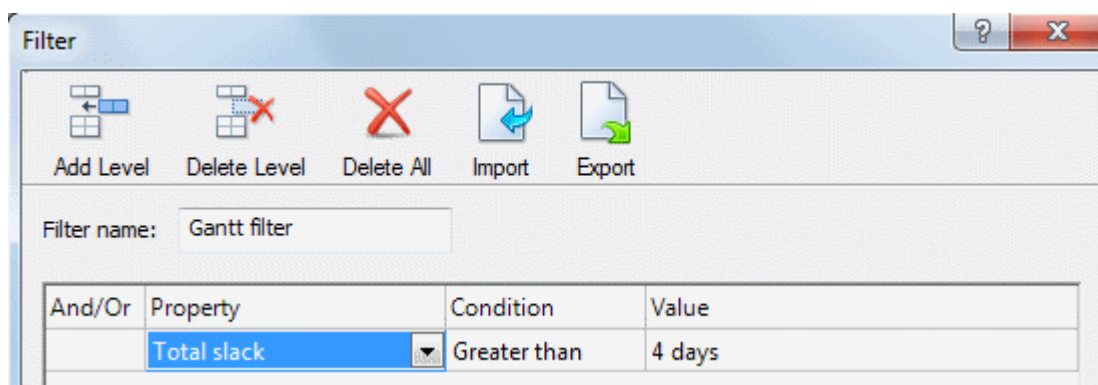 Filter
Add Level Delete Level Delete All Import Export
Filter name: Gantt filter
And/Or Property Condition Value
Total slack Greater than 4 days